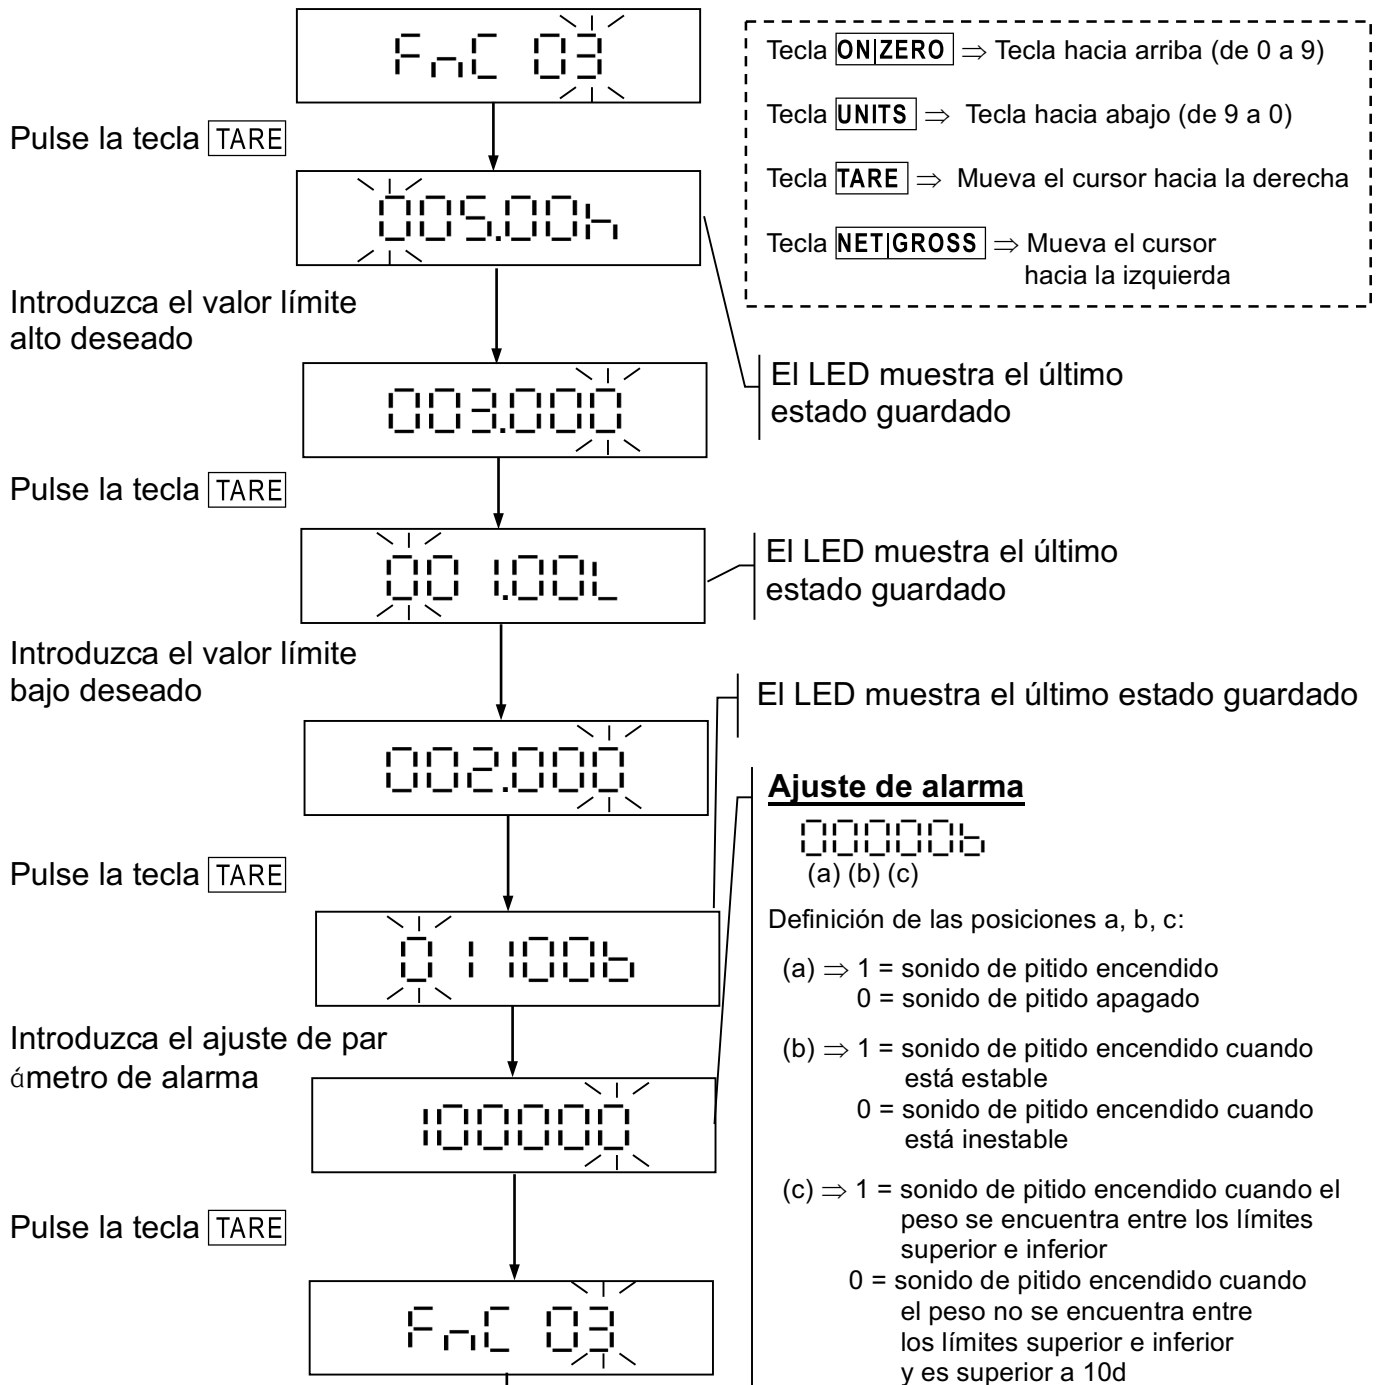 FnC 03
Pulse la tecla TARE
005.00h
Introduzca el valor límite
alto deseado
003.000
Pulse la tecla TARE
001.00L
Introduzca el valor límite
bajo deseado
002.000
Pulse la tecla TARE
01100b
Introduzca el ajuste de par
ámetro de alarma
100000
Pulse la tecla TARE
FnC 03
Tecla ON|ZERO ⇒ Tecla hacia arriba (de 0 a 9)
Tecla UNITS ⇒ Tecla hacia abajo (de 9 a 0)
Tecla TARE ⇒ Mueva el cursor hacia la derecha
Tecla NET|GROSS ⇒ Mueva el cursor
hacia la izquierda
El LED muestra el último
estado guardado
El LED muestra el último
estado guardado
El LED muestra el último estado guardado
Ajuste de alarma
00000b
(a) (b) (c)
Definición de las posiciones a, b, c:
(a) ⇒ 1 = sonido de pitido encendido
0 = sonido de pitido apagado
(b) ⇒ 1 = sonido de pitido encendido cuando
está estable
0 = sonido de pitido encendido cuando
está inestable
(c) ⇒ 1 = sonido de pitido encendido cuando el
peso se encuentra entre los límites
superior e inferior
0 = sonido de pitido encendido cuando
el peso no se encuentra entre
los límites superior e inferior
y es superior a 10d